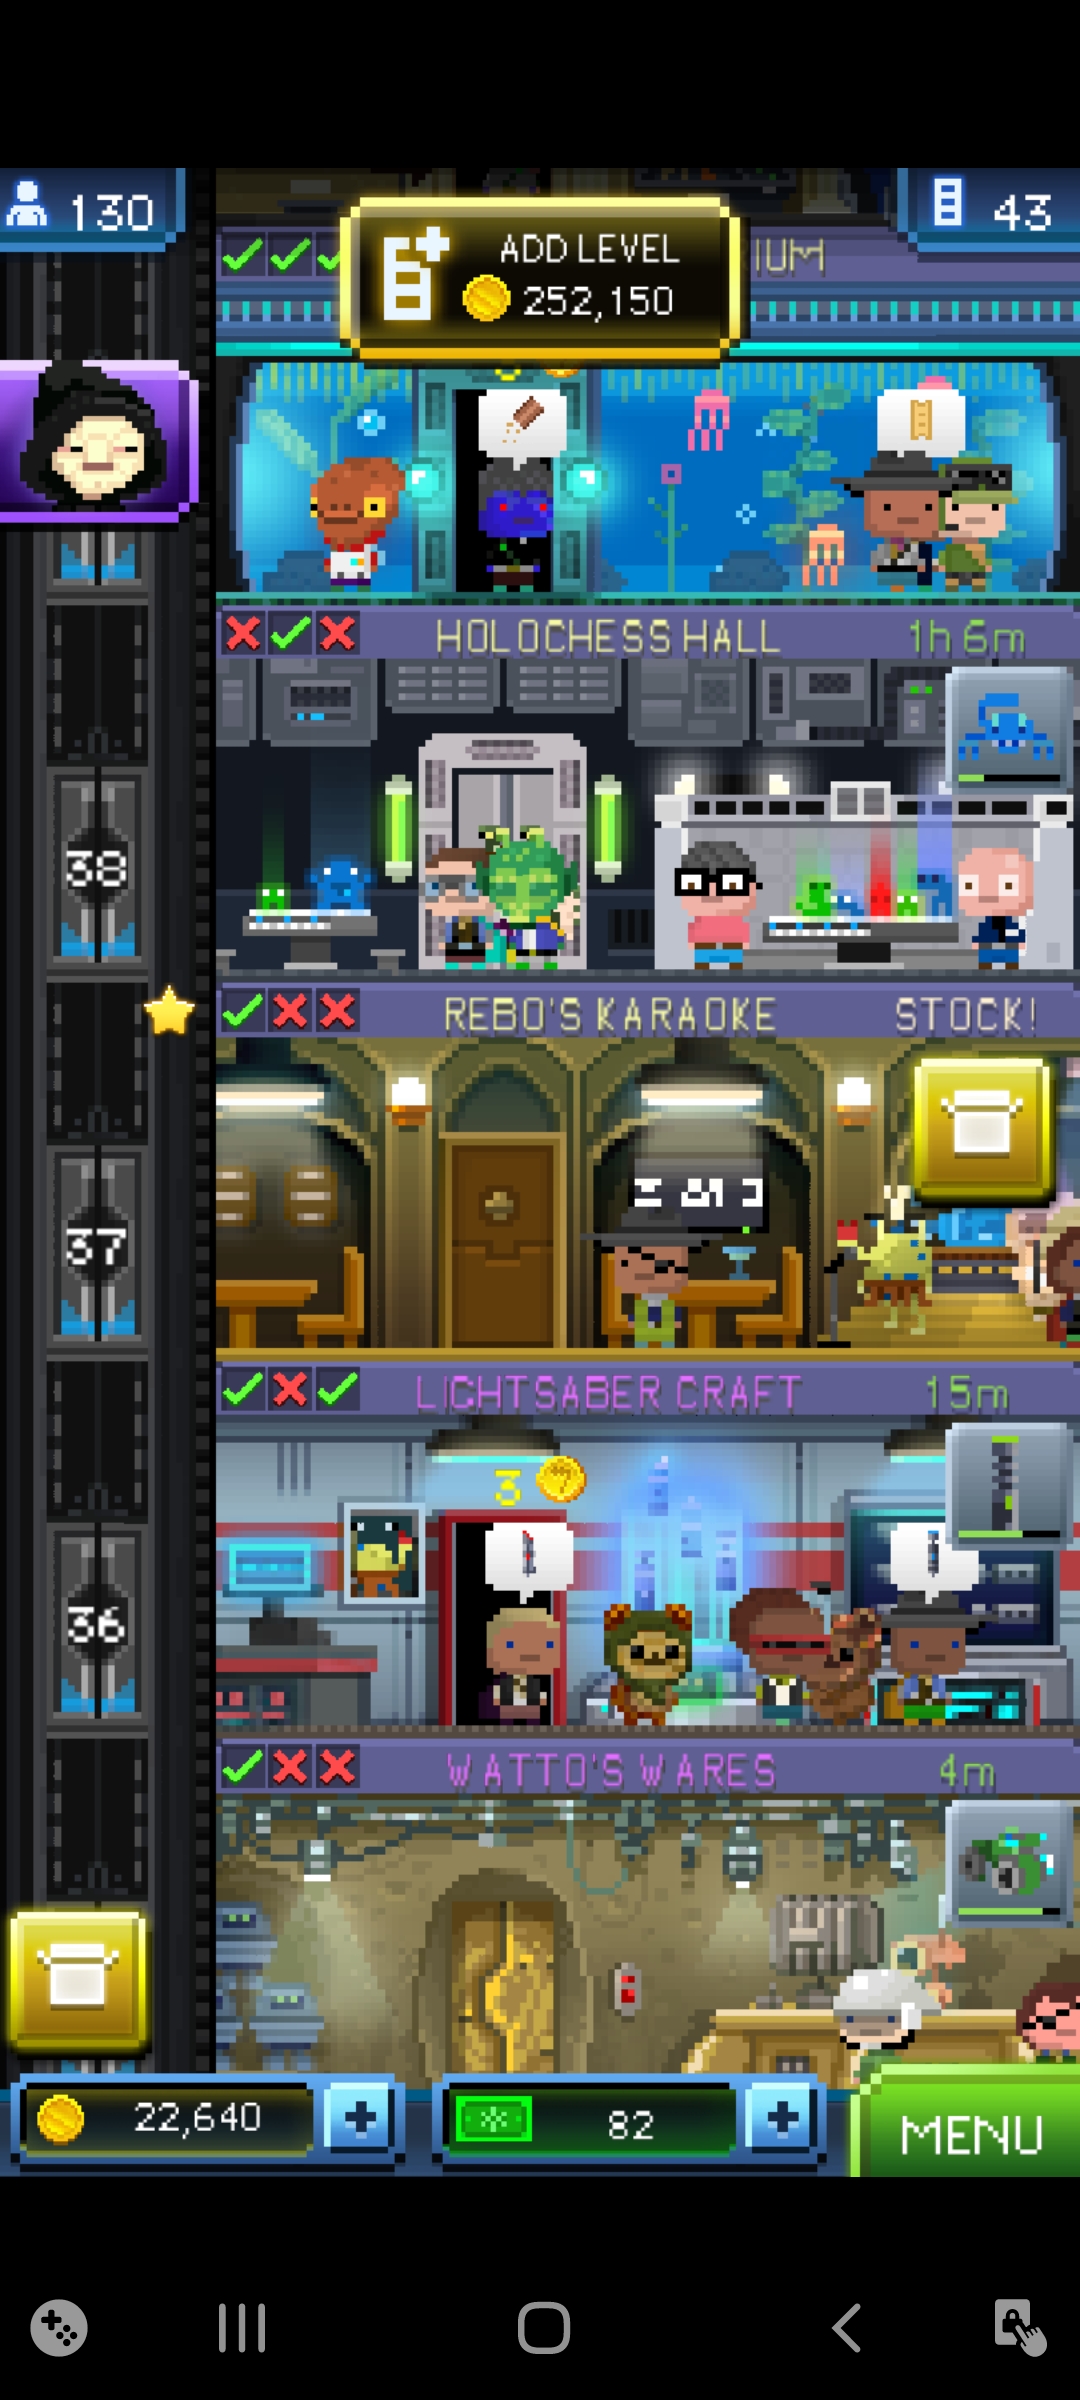 130
43
ADD LEVEL
252,150
IUM
HOLOCHESS HALL
1h 6m
38
REBO'S KARAOKE
STOCK!
37
LIGHTSABER CRAFT
15m
3
36
WATTO'S WARES
4m
22,640
+
82
+
MENU